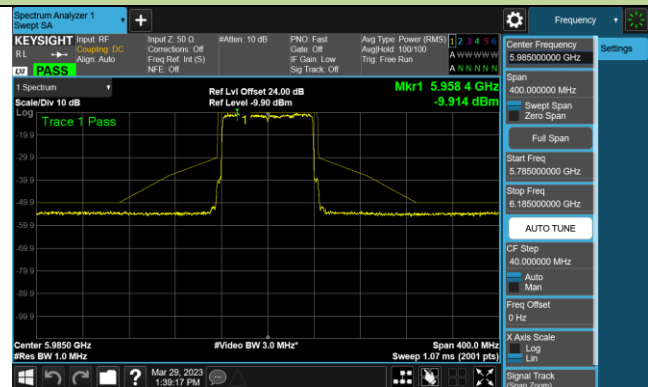 Spectrum Analyzer 1
Swept SA
Frequency
KEYSIGHT
RL
PASS
Input: RF
Coupling: DC
Align: Auto
Input Z: 50 Ω
Corrections: Off
Freq Ref: Int (S)
NFE: Off
#Atten: 10 dB
PNO: Fast
Gate: Off
IF Gain: Low
Sig Track: Off
Avg Type: Power (RMS)
Avg|Hold: 100/100
Trig: Free Run
1 2 3 4 5 6
A W W W W W
A N N N N N
Center Frequency
5.985000000 GHz
Settings
Span
400.000000 MHz
Swept Span
Zero Span
Full Span
Start Freq
5.785000000 GHz
Stop Freq
6.185000000 GHz
AUTO TUNE
CF Step
40.000000 MHz
Auto
Man
Freq Offset
0 Hz
X Axis Scale
Log
Lin
Signal Track
(Span Zoom)
1 Spectrum
Scale/Div 10 dB
Ref Lvl Offset 24.00 dB
Ref Level -9.90 dBm
Mkr1 5.958 4 GHz
-9.914 dBm
Log
Trace 1 Pass
1
-19.9
-29.9
-39.9
-49.9
-59.9
-69.9
-79.9
-89.9
-99.9
Center 5.9850 GHz
#Res BW 1.0 MHz
#Video BW 3.0 MHz*
Span 400.0 MHz
Sweep 1.07 ms (2001 pts)
Mar 29, 2023
1:39:17 PM